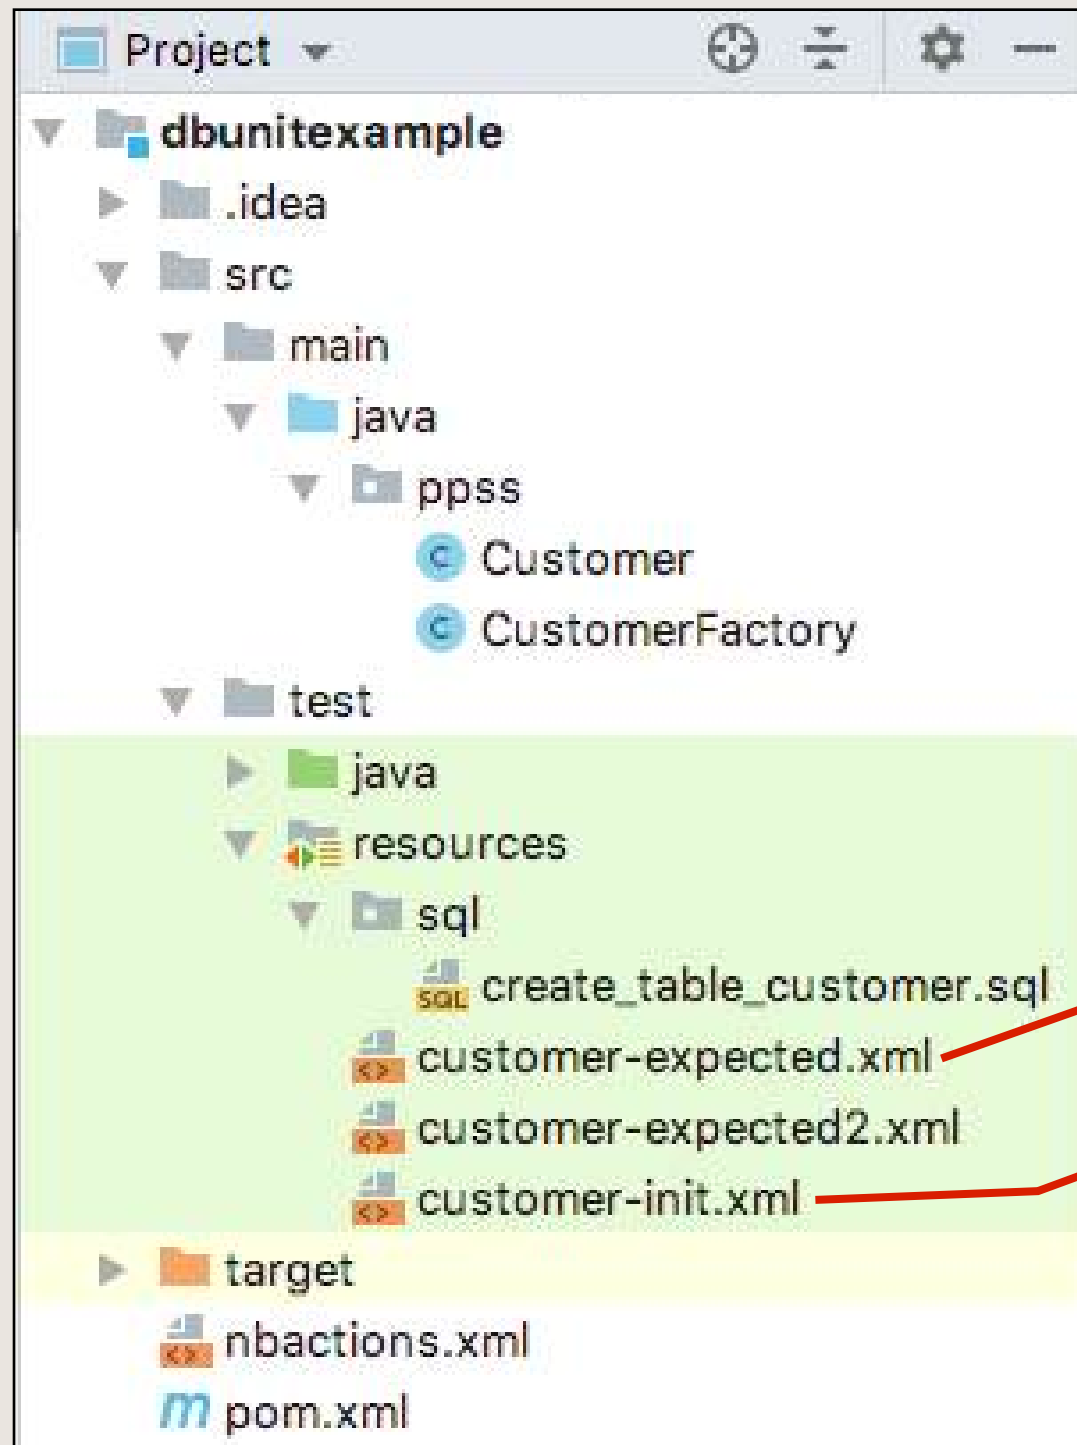 Project
dbunitexample
.idea
src
main
java
ppss
C Customer
C CustomerFactory
test
java
resources
sql
SQL create_table_customer.sql
<> customer-expected.xml
<> customer-expected2.xml
<> customer-init.xml
target
<> nbactions.xml
m pom.xml